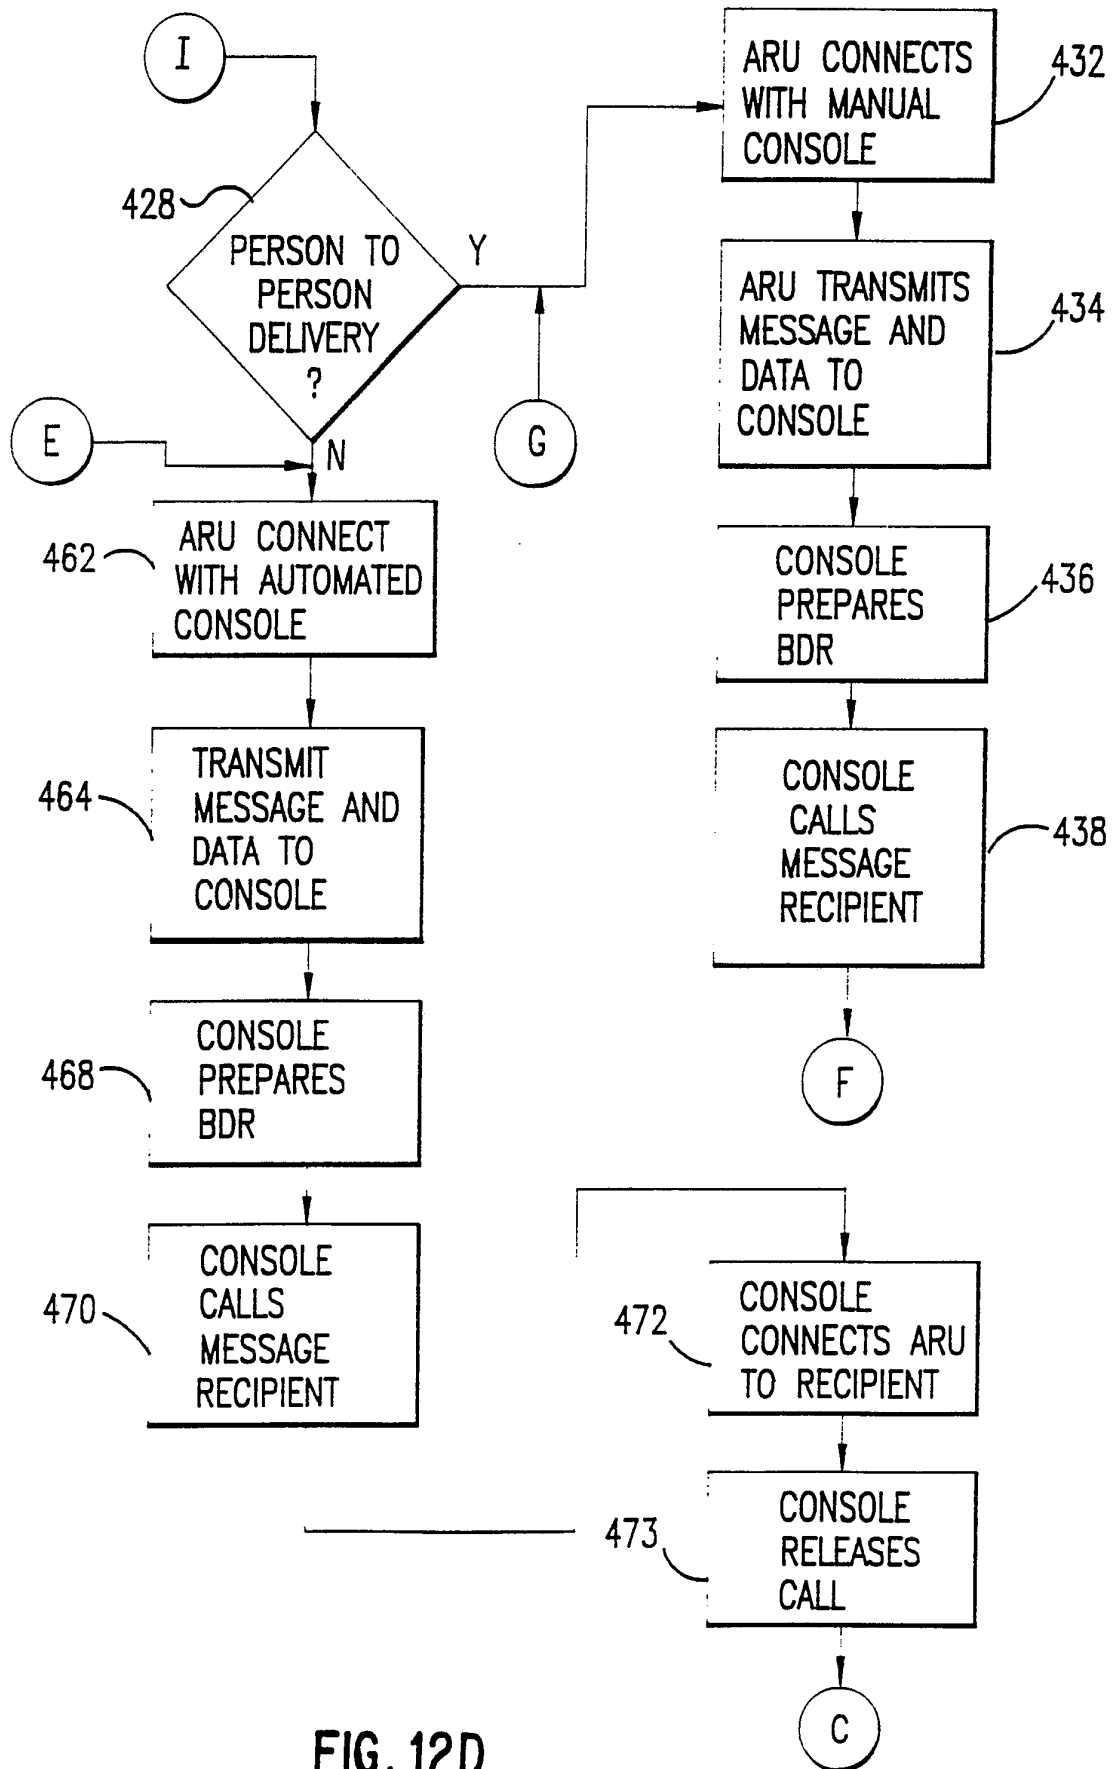 I
428
PERSON TO
PERSON
DELIVERY
?
Y
N
E
G
462
ARU CONNECT
WITH AUTOMATED
CONSOLE
464
TRANSMIT
MESSAGE AND
DATA TO
CONSOLE
468
CONSOLE
PREPARES
BDR
470
CONSOLE
CALLS
MESSAGE
RECIPIENT
ARU CONNECTS
WITH MANUAL
CONSOLE
432
ARU TRANSMITS
MESSAGE AND
DATA TO
CONSOLE
434
CONSOLE
PREPARES
BDR
436
CONSOLE
CALLS
MESSAGE
RECIPIENT
438
F
472
CONSOLE
CONNECTS ARU
TO RECIPIENT
473
CONSOLE
RELEASES
CALL
C
FIG. 12D